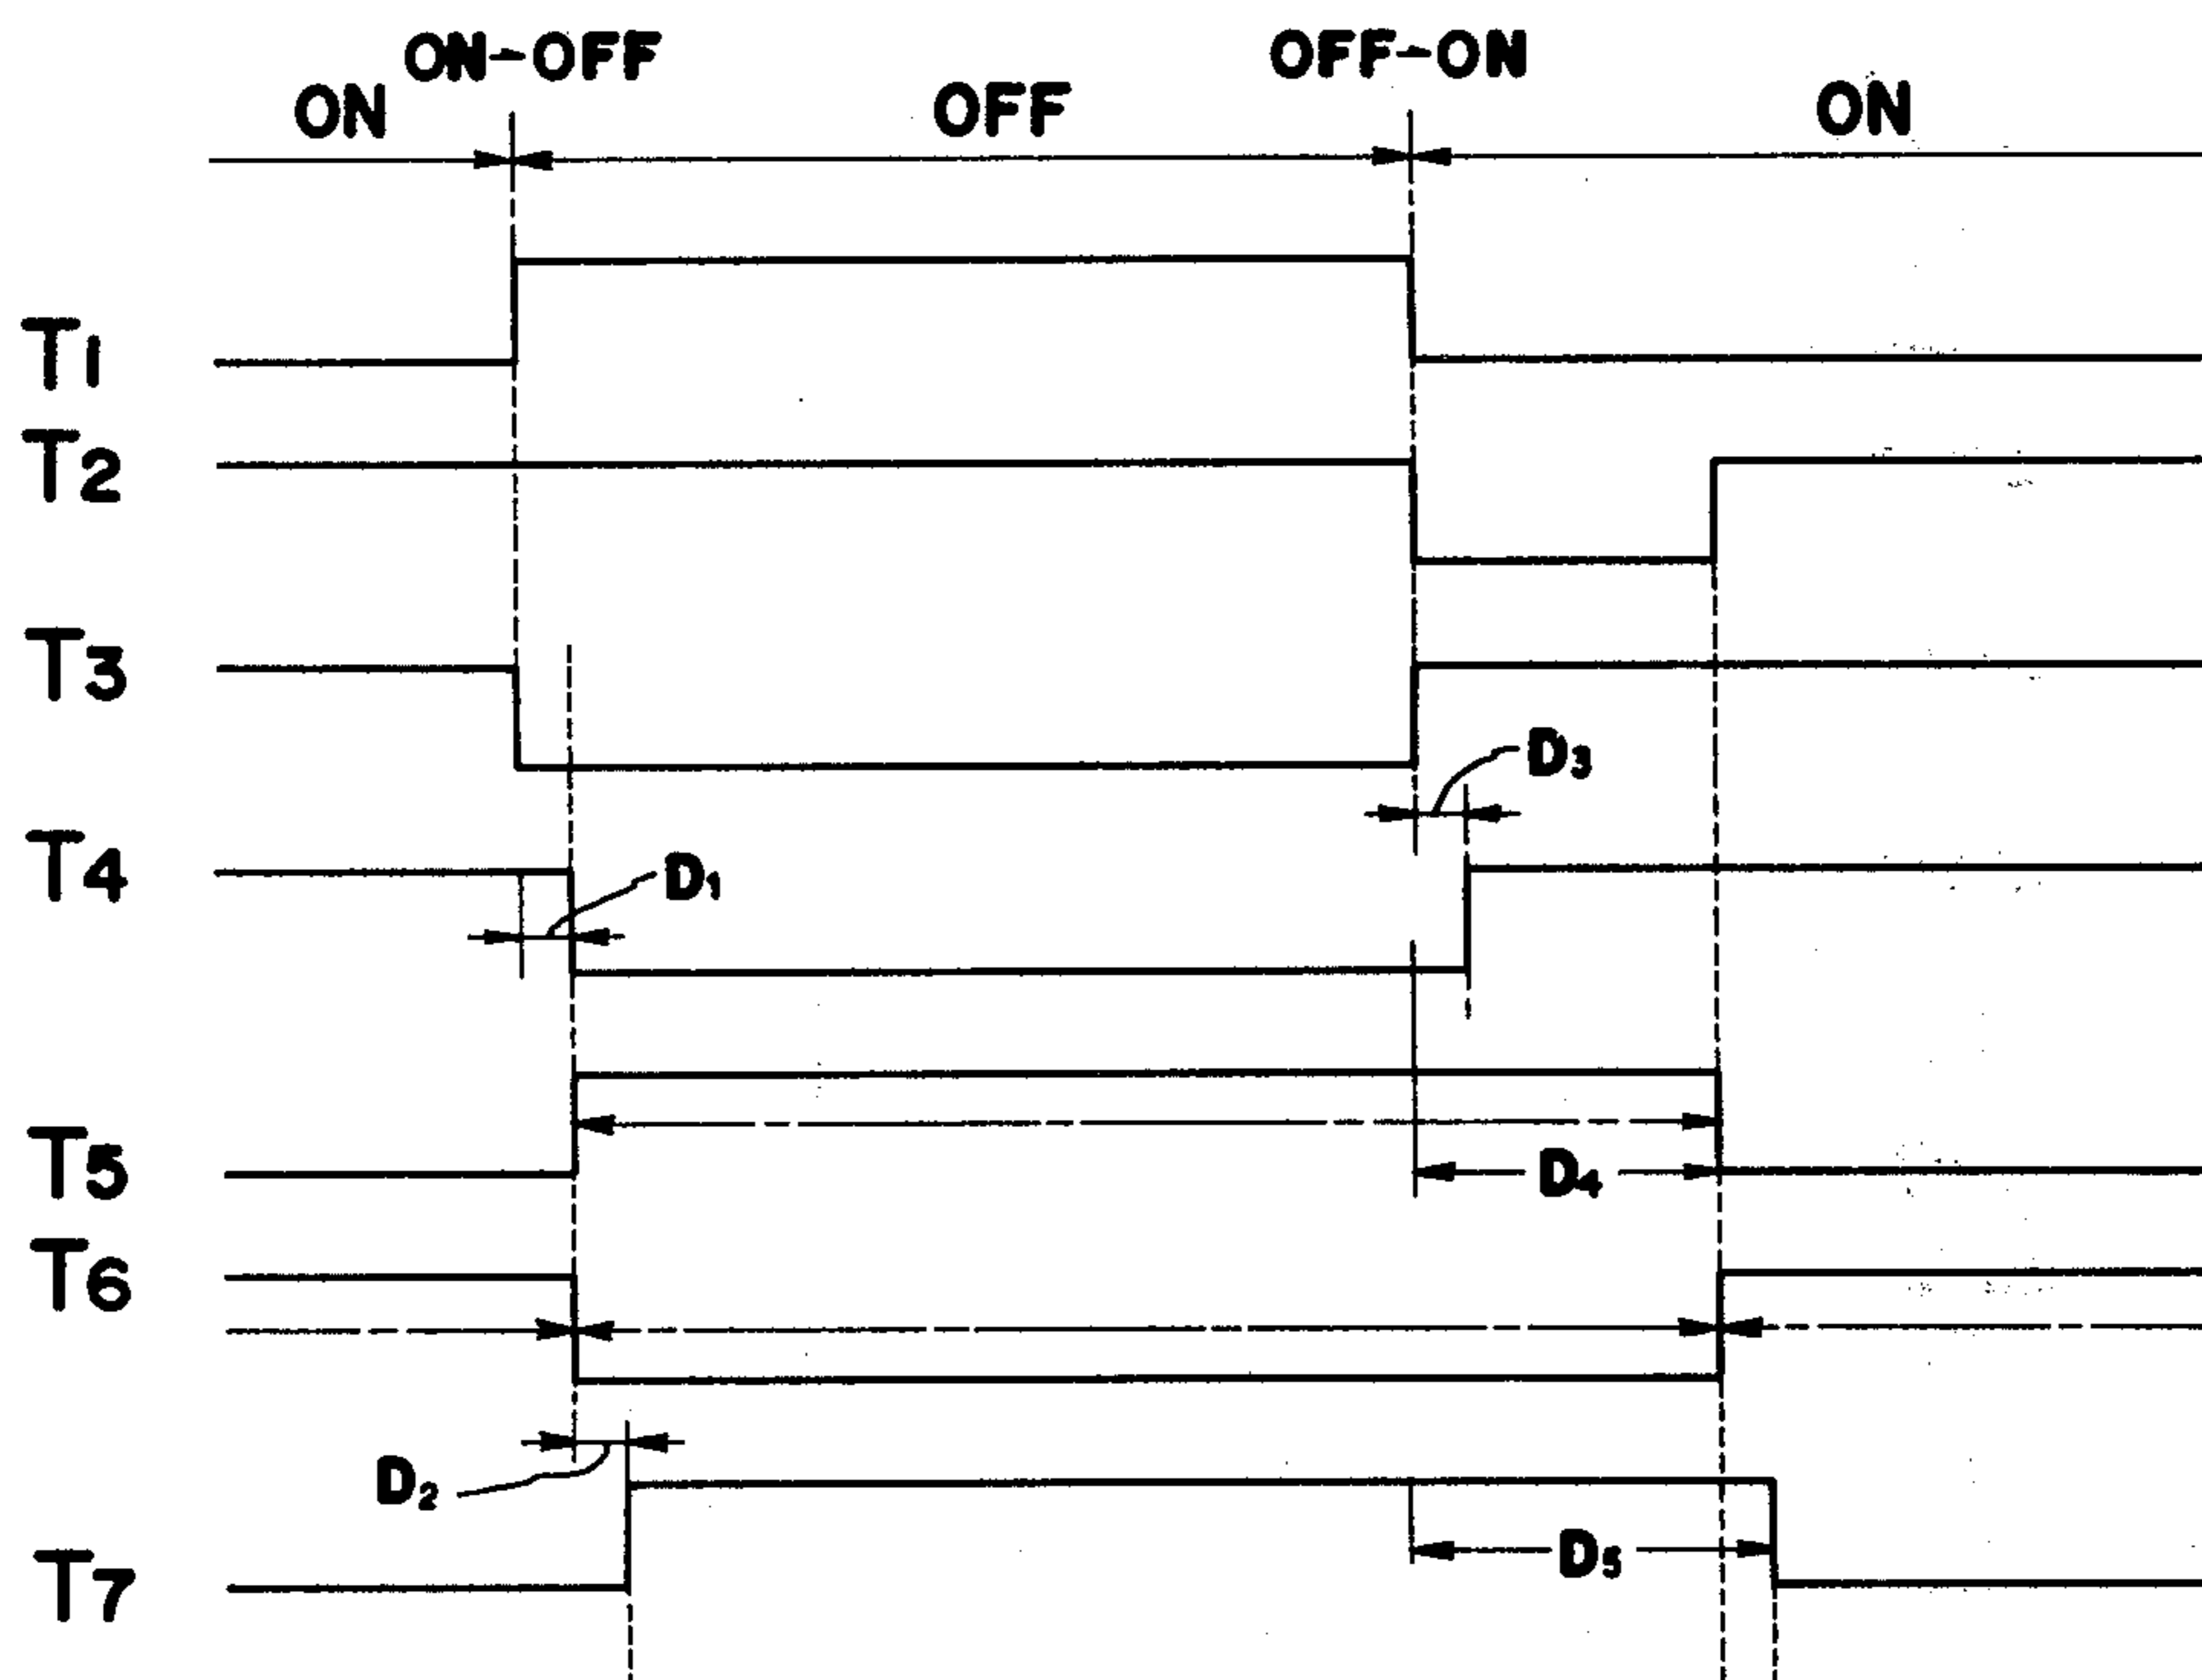 ON-OFF OFF-ON
ON OFF ON
T1
T2
T3
D3
T4
D1
T5
D4
T6
D2
D5
T7